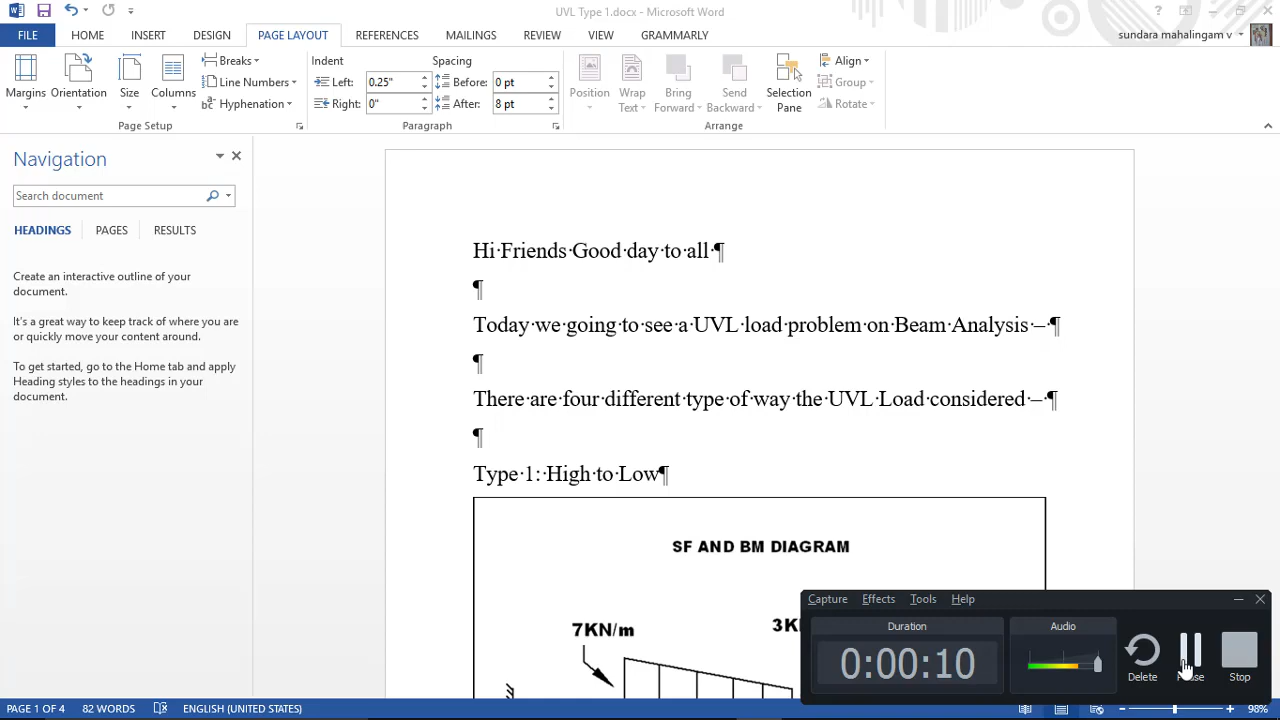 UVL Type 1.docx - Microsoft Word
?
FILE
HOME
INSERT
DESIGN
PAGE LAYOUT
REFERENCES
MAILINGS
REVIEW
VIEW
GRAMMARLY
sundara mahalingam v
Margins
Orientation
Size
Columns
Breaks
Line Numbers
Hyphenation
Page Setup
Indent
Left: 0.25"
Right: 0"
Spacing
Before: 0 pt
After: 8 pt
Paragraph
Position
Wrap
Text
Bring
Forward
Send
Backward
Selection
Pane
Align
Group
Rotate
Arrange
Navigation
Search document
HEADINGS
PAGES
RESULTS
Create an interactive outline of your
document.
It's a great way to keep track of where you are
or quickly move your content around.
To get started, go to the Home tab and apply
Heading styles to the headings in your
document.
Hi·Friends·Good·day·to·all·¶
¶
Today·we·going·to·see·a·UVL·load·problem·on·Beam·Analysis·–·¶
¶
There·are·four·different·type·of·way·the·UVL·Load·considered·–·¶
¶
Type·1:·High·to·Low¶
SF AND BM DIAGRAM
7KN/m
Capture
Effects
Tools
Help
Duration
0:00:10
Audio
Delete
Pause
Stop
PAGE 1 OF 4
82 WORDS
ENGLISH (UNITED STATES)
98%